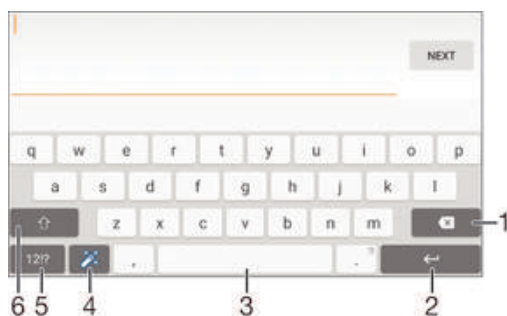 NEXT
q w e r t y u i o p
a s d f g h j k l
z x c v b n m 1
12!? , . ?
6 5 4 3 2